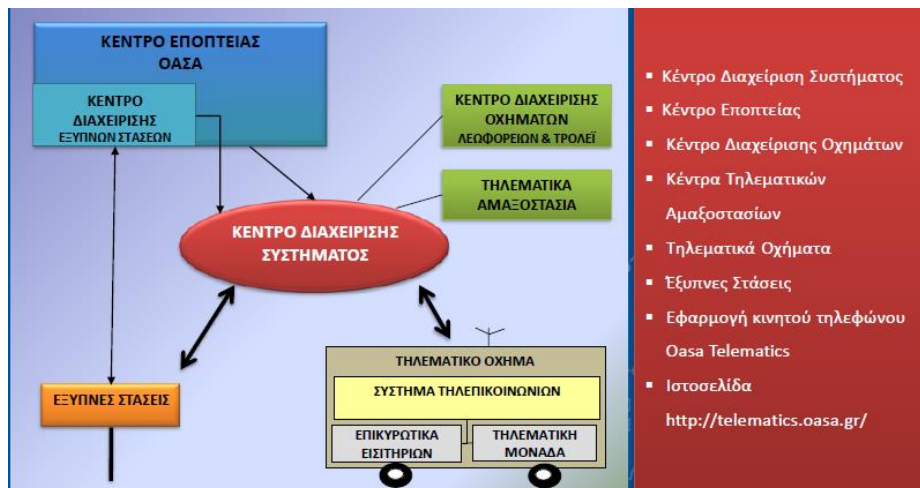 ΚΕΝΤΡΟ ΕΠΟΠΤΕΙΑΣ
ΟΑΣΑ
ΚΕΝΤΡΟ
ΔΙΑΧΕΙΡΙΣΗΣ
ΕΞΥΠΝΩΝ ΣΤΑΣΕΩΝ
ΚΕΝΤΡΟ ΔΙΑΧΕΙΡΙΣΗΣ
ΟΧΗΜΑΤΩΝ
ΛΕΩΦΟΡΕΙΩΝ & ΤΡΟΛΕΪ
ΤΗΛΕΜΑΤΙΚΑ
ΑΜΑΞΟΣΤΑΣΙΑ
ΚΕΝΤΡΟ ΔΙΑΧΕΙΡΙΣΗΣ
ΣΥΣΤΗΜΑΤΟΣ
ΕΞΥΠΝΕΣ ΣΤΑΣΕΙΣ
ΤΗΛΕΜΑΤΙΚΟ ΟΧΗΜΑ
ΣΥΣΤΗΜΑ ΤΗΛΕΠΙΚΟΙΝΩΝΙΩΝ
ΕΠΙΚΥΡΩΤΙΚΑ
ΕΙΣΙΤΗΡΙΩΝ
ΤΗΛΕΜΑΤΙΚΗ
ΜΟΝΑΔΑ
▪ Κέντρο Διαχείριση Συστήματος
▪ Κέντρο Εποπτείας
▪ Κέντρο Διαχείρισης Οχημάτων
▪ Κέντρα Τηλεματικών
Αμαξοστασίων
▪ Τηλεματικά Οχήματα
▪ Έξυπνες Στάσεις
▪ Εφαρμογή κινητού τηλεφώνου
Oasa Telematics
▪ Ιστοσελίδα
http://telematics.oasa.gr/